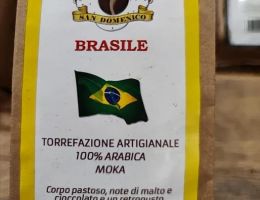 SAN DOMENICO
BRASILE
TORREFAZIONE ARTIGIANALE
100% ARABICA
MOKA
Corpo pastoso, note di malto e
cioccolato e un retrogusto